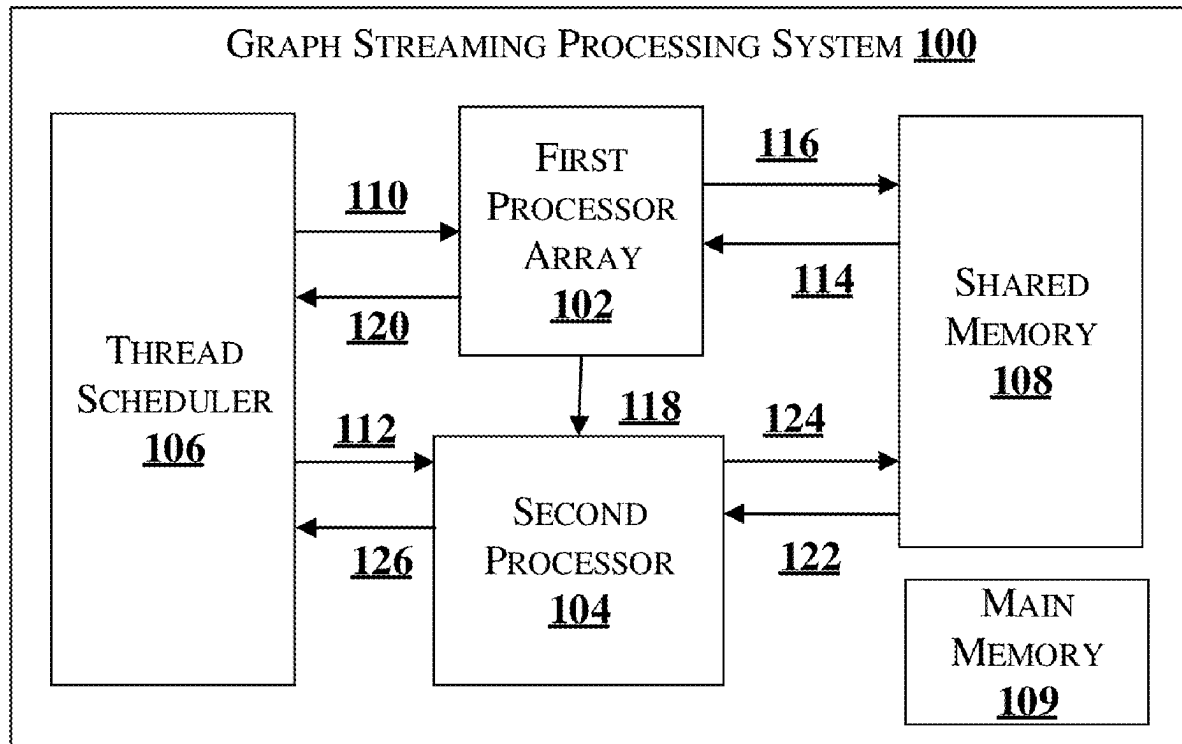 GRAPH STREAMING PROCESSING SYSTEM 100
THREAD
SCHEDULER
106
110
120
112
126
FIRST
PROCESSOR
ARRAY
102
118
SECOND
PROCESSOR
104
116
114
124
122
SHARED
MEMORY
108
MAIN
MEMORY
109